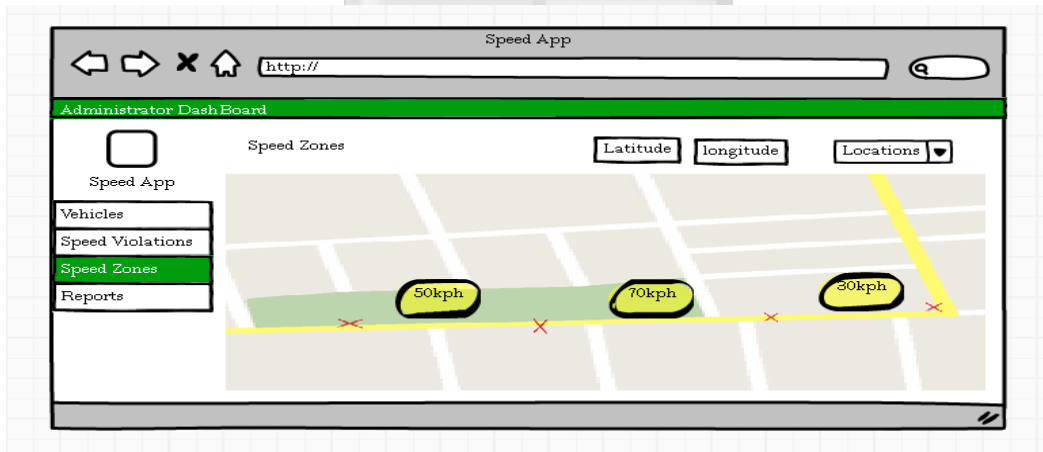 Speed App
http://
Administrator DashBoard
Speed Zones
Latitude
longitude
Locations
Speed App
Vehicles
Speed Violations
Speed Zones
Reports
50kph
70kph
30kph